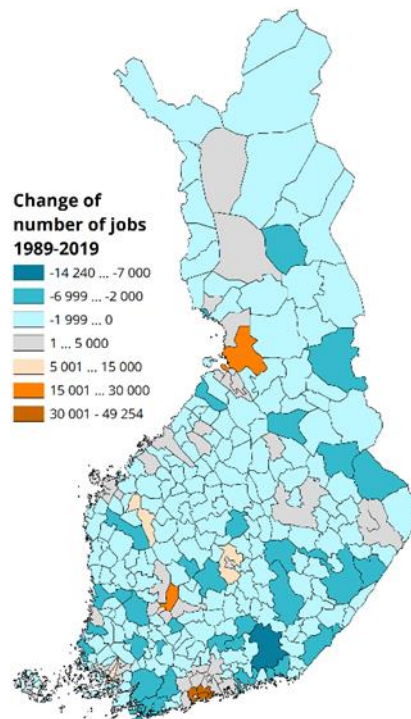 Change of
number of jobs
1989-2019
-14 240 ... -7 000
-6 999 ... -2 000
-1 999 ... 0
1 ... 5 000
5 001 ... 15 000
15 001 ... 30 000
30 001 - 49 254